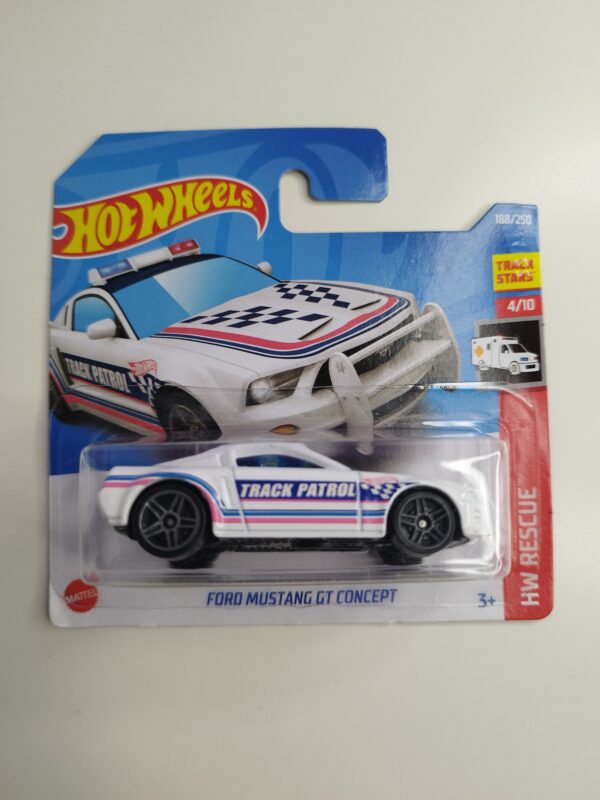 HOT WHEELS
188/250
TRACK
STARS
4/10
TRACK PATROL
TRACK PATROL
HW RESCUE
MATTEL
FORD MUSTANG GT CONCEPT
3+